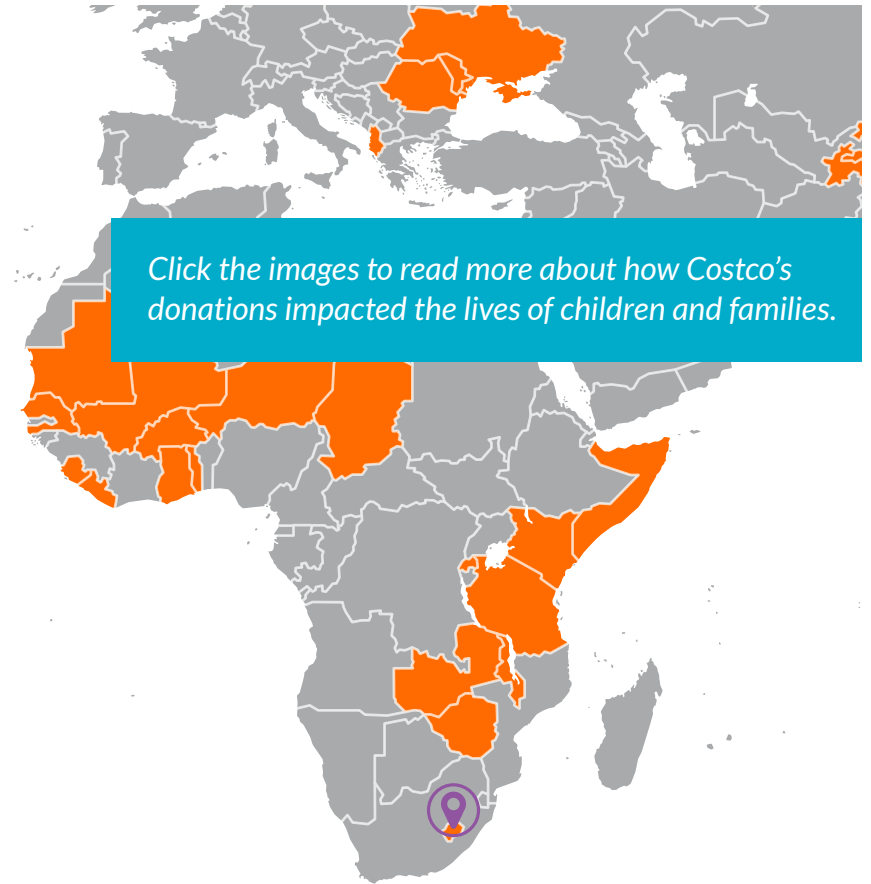 Click the images to read more about how Costco’s
donations impacted the lives of children and families.